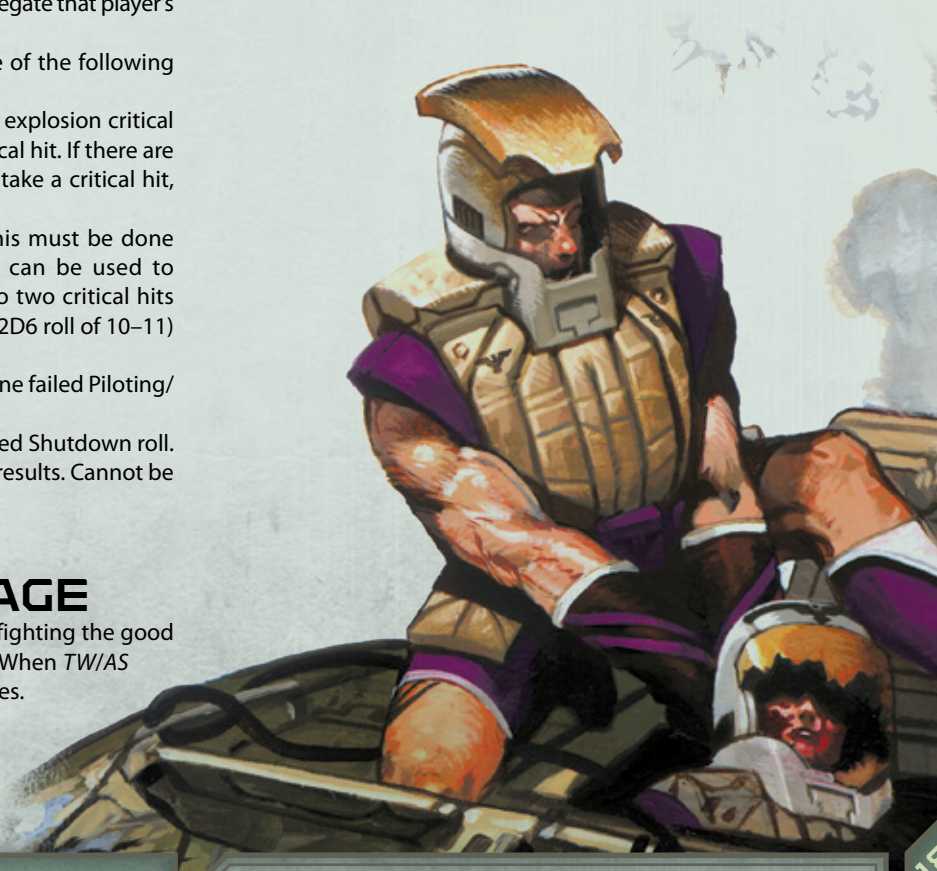 egate that player's
e of the following
explosion critical
cal hit. If there are
take a critical hit,
his must be done
can be used to
o two critical hits
2D6 roll of 10–11)
ne failed Piloting/
ed Shutdown roll.
results. Cannot be
AGE
fighting the good
When TW/AS
es.